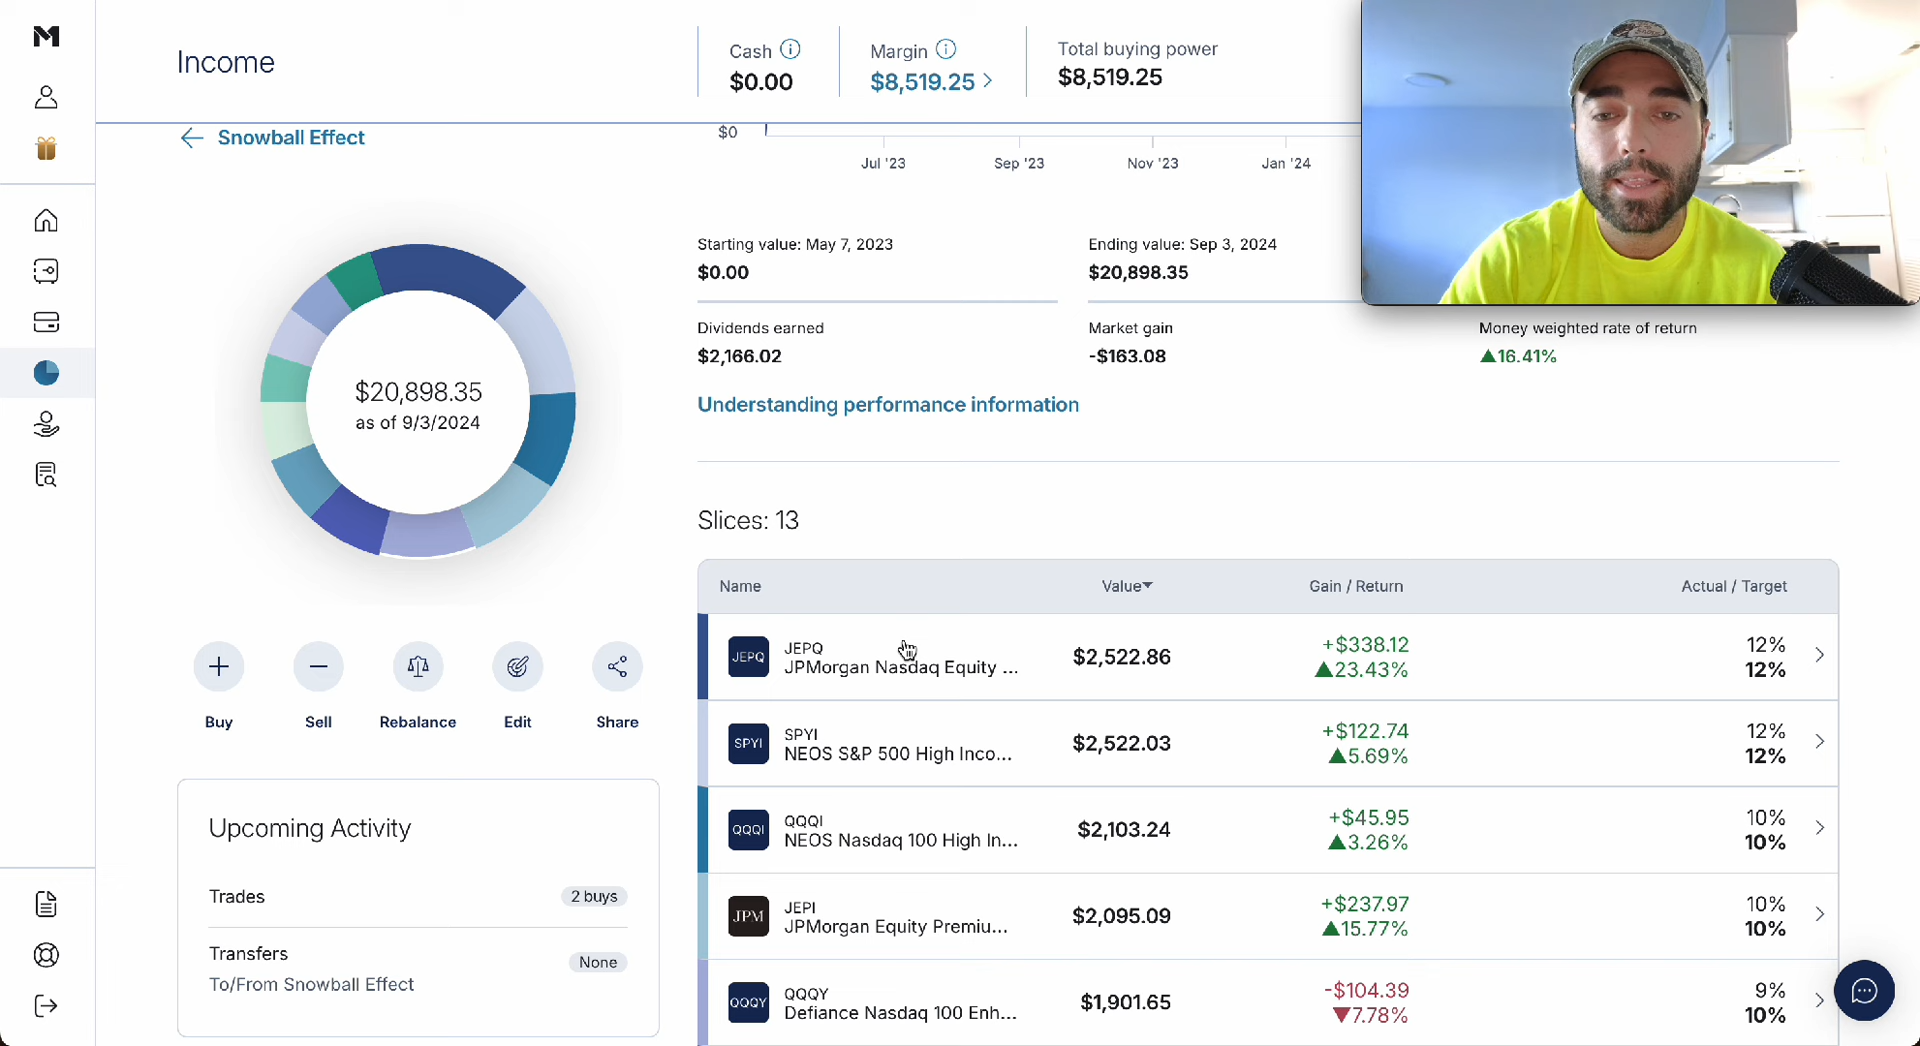 Income
Cash
$0.00
Margin
$8,519.25
Total buying power
$8,519.25
Snowball Effect
$0
Jul '23
Sep '23
Nov '23
Jan '24
$20,898.35
as of 9/3/2024
Starting value: May 7, 2023
$0.00
Ending value: Sep 3, 2024
$20,898.35
Dividends earned
$2,166.02
Market gain
-$163.08
Money weighted rate of return
▲16.41%
Understanding performance information
Slices: 13
Name
Value▼
Gain / Return
Actual / Target
JEPQ
JEPQ
JPMorgan Nasdaq Equity ...
$2,522.86
+$338.12
▲23.43%
12%
12%
SPYI
SPYI
NEOS S&P 500 High Inco...
$2,522.03
+$122.74
▲5.69%
12%
12%
QQQI
QQQI
NEOS Nasdaq 100 High In...
$2,103.24
+$45.95
▲3.26%
10%
10%
JPM
JEPI
JPMorgan Equity Premiu...
$2,095.09
+$237.97
▲15.77%
10%
10%
QQQY
QQQY
Defiance Nasdaq 100 Enh...
$1,901.65
-$104.39
▼7.78%
9%
10%
Buy
Sell
Rebalance
Edit
Share
Upcoming Activity
Trades
2 buys
Transfers
To/From Snowball Effect
None